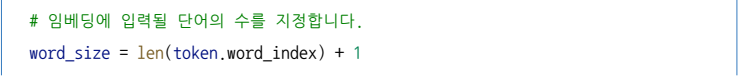 # 임베딩에 입력될 단어의 수를 지정합니다.
word_size = len(token.word_index) + 1